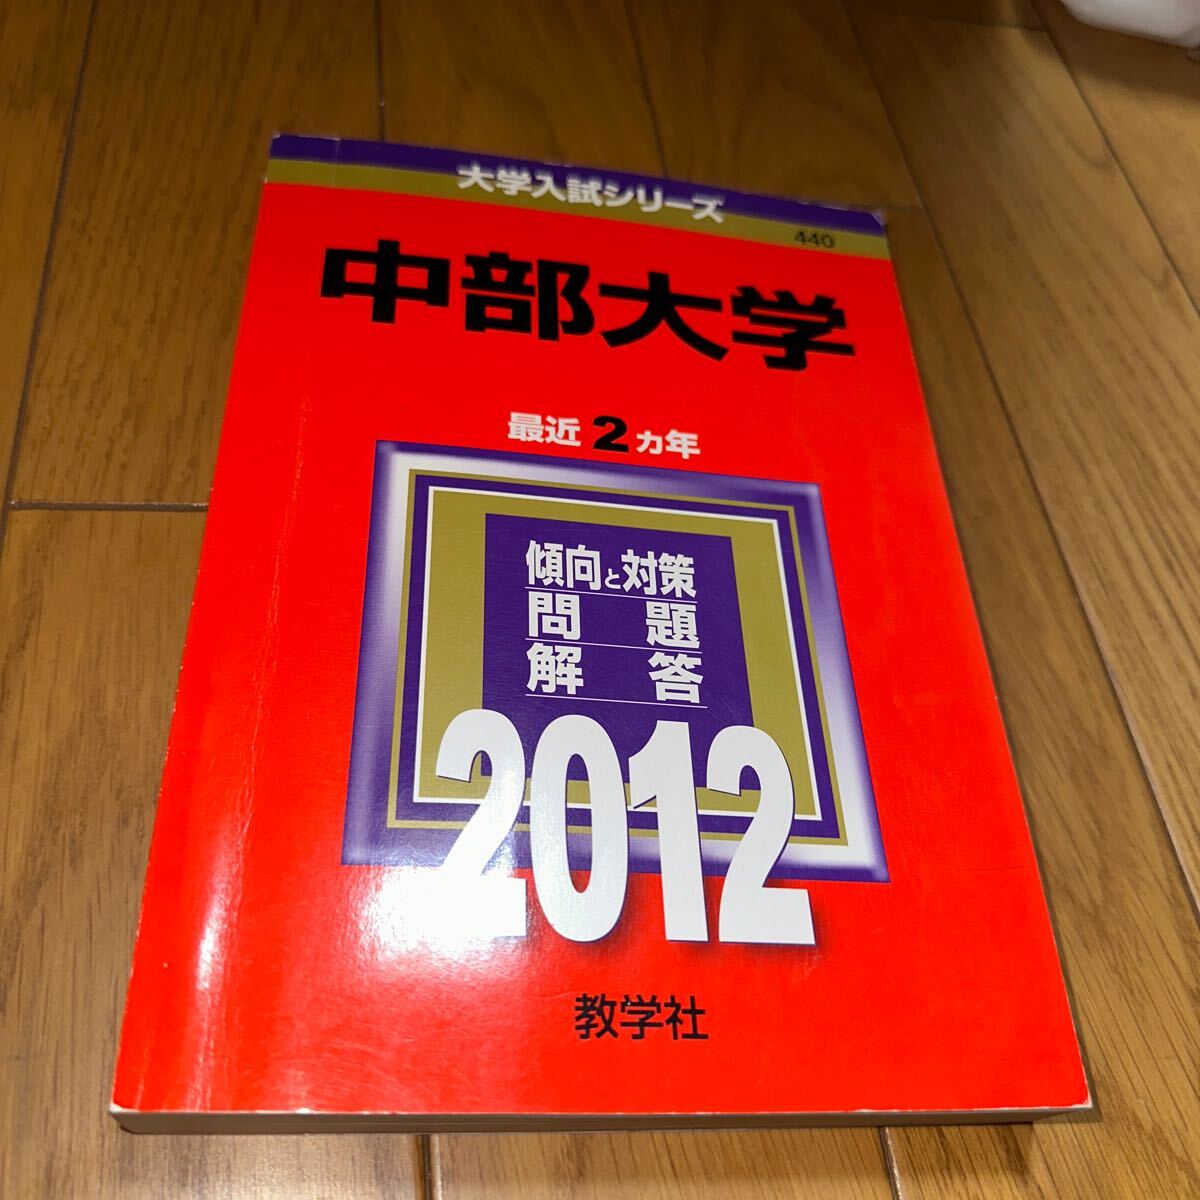 大学入試シリーズ
440
中部大学
最近2ヵ年
傾向と対策
問題
解答
2012
教学社